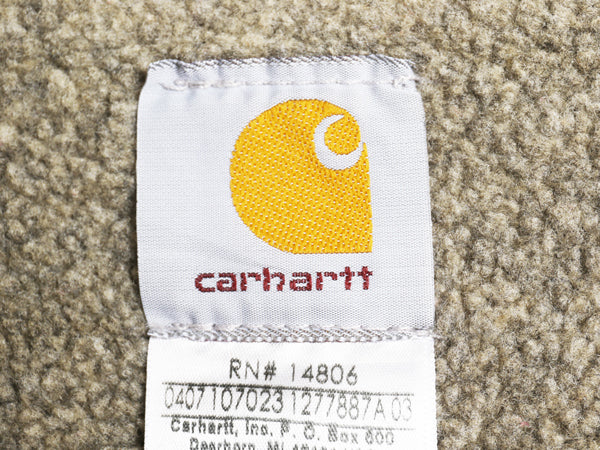 carhartt
RN# 14806
0407 107023 1277887A 03
Carhartt, Inc. P. O. Box 600
Dearborn, MI